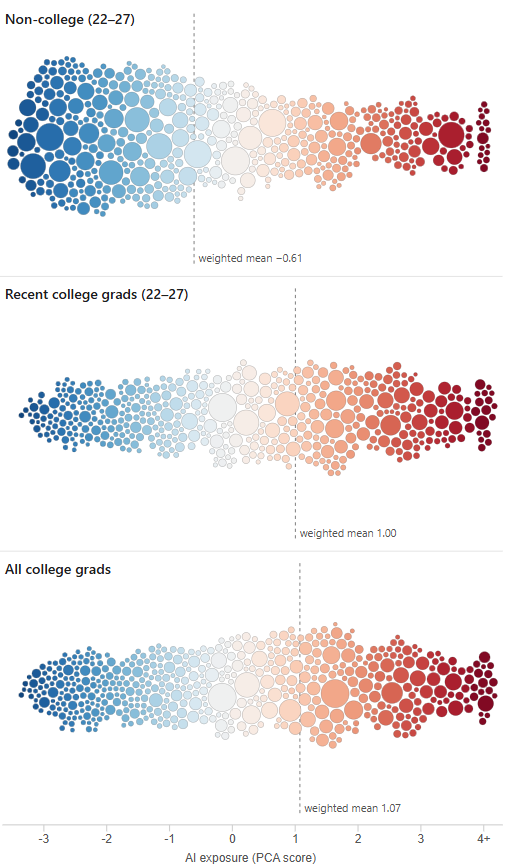 Non-college (22–27)
weighted mean −0.61
Recent college grads (22–27)
weighted mean 1.00
All college grads
weighted mean 1.07
-3 -2 -1 0 1 2 3 4+
AI exposure (PCA score)